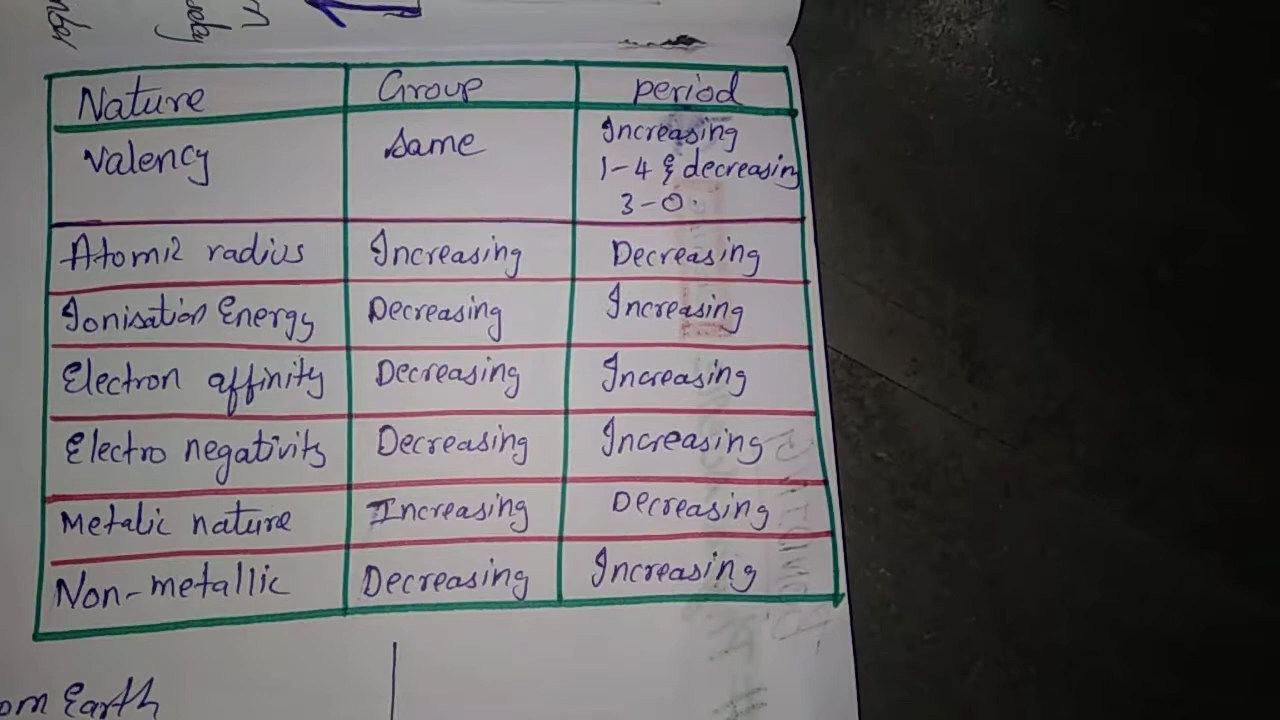 Nature Group period
Valency Same Increasing
1-4 & decreasing
3-0.
Atomic radius Increasing Decreasing
Ionisation Energy Decreasing Increasing
Electron affinity Decreasing Increasing
Electro negativity Decreasing Increasing
Metalic nature Increasing Decreasing
Non-metallic Decreasing Increasing
om Earth